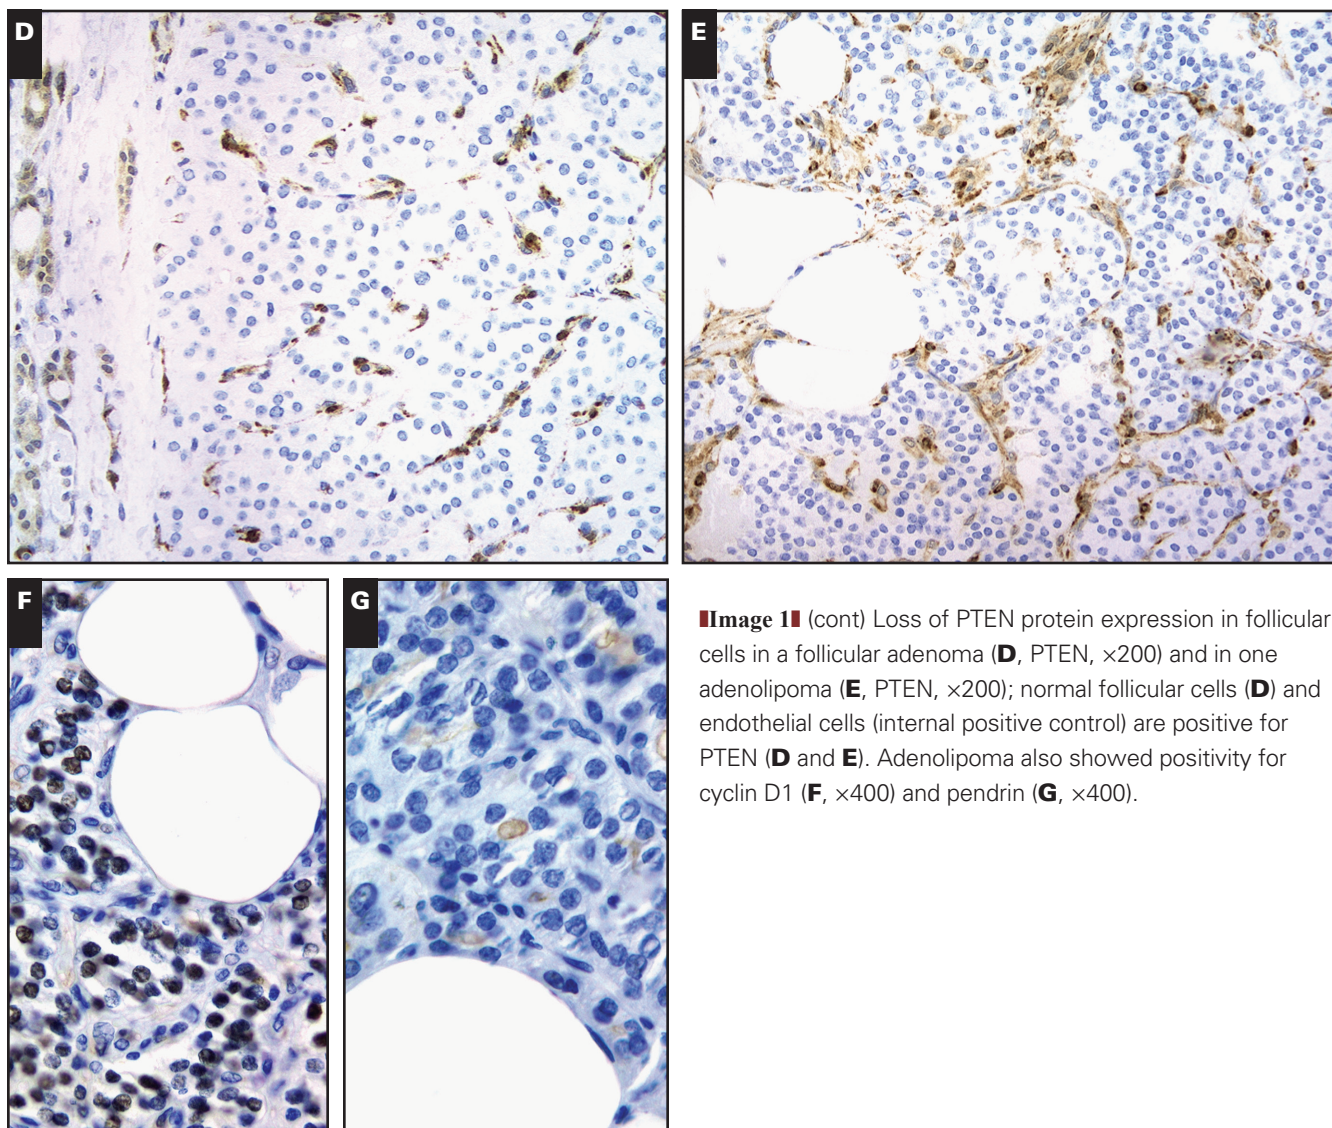 D
E
F
G
Image 1 (cont) Loss of PTEN protein expression in follicular
cells in a follicular adenoma (D, PTEN, ×200) and in one
adenolipoma (E, PTEN, ×200); normal follicular cells (D) and
endothelial cells (internal positive control) are positive for
PTEN (D and E). Adenolipoma also showed positivity for
cyclin D1 (F, ×400) and pendrin (G, ×400).